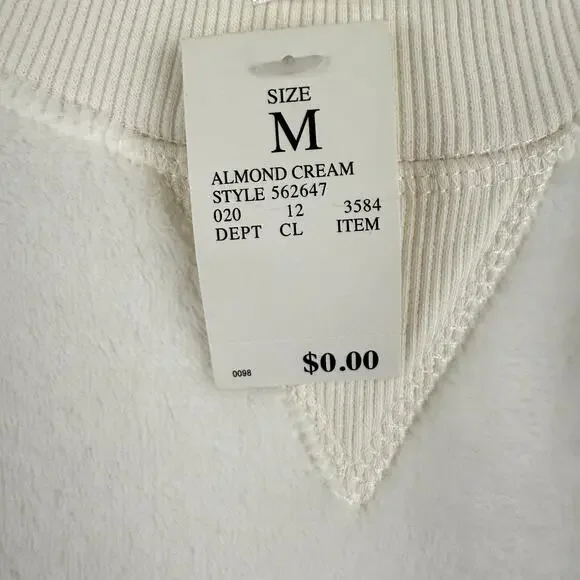 SIZE
M
ALMOND CREAM
STYLE 562647
020 12 3584
DEPT CL ITEM
0098 $0.00